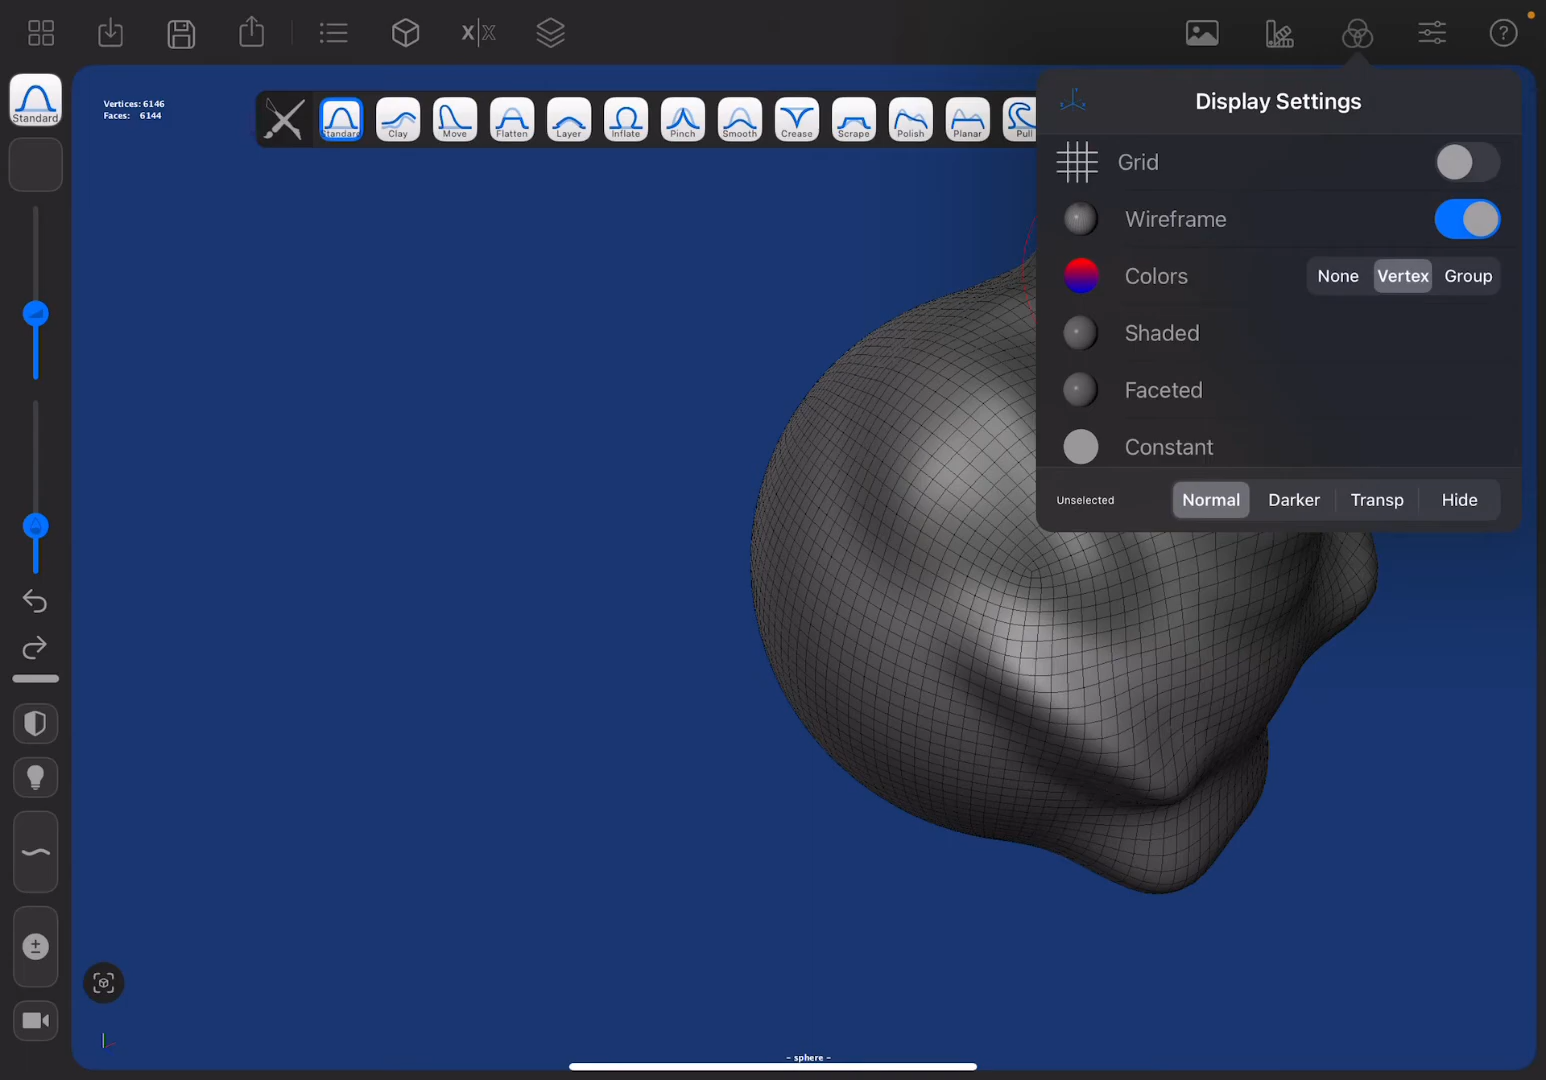 Standard
Vertices: 6146
Faces: 6144
Standard Clay Move Flatten Layer Inflate Pinch Smooth Crease Scrape Polish Planar Pull
Display Settings
Grid
Wireframe
Colors None Vertex Group
Shaded
Faceted
Constant
Unselected Normal Darker Transp Hide
– sphere –